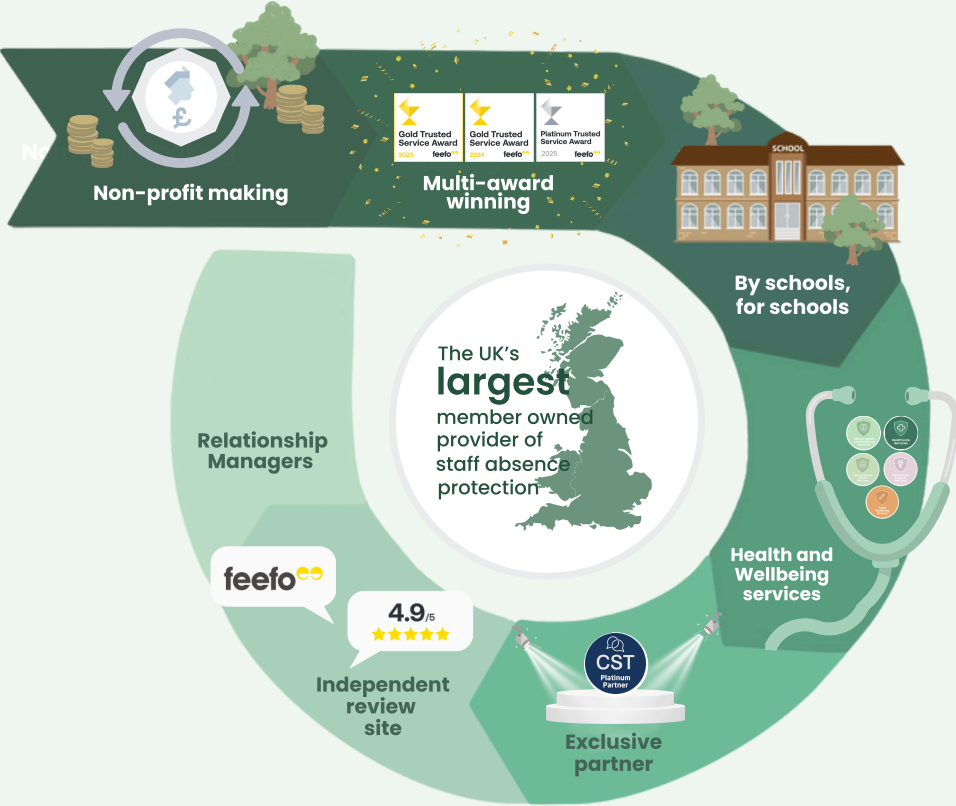 Non-profit making
Gold Trusted
Service Award
2023 feefo
Gold Trusted
Service Award
2024 feefo
Platinum Trusted
Service Award
2025 feefo
Multi-award
winning
SCHOOL
By schools,
for schools
The UK's
largest
member owned
provider of
staff absence
protection
Health and
Wellbeing
services
CST
Platinum
Partner
Exclusive
partner
feefo
4.9/5
Independent
review
site
Relationship
Managers